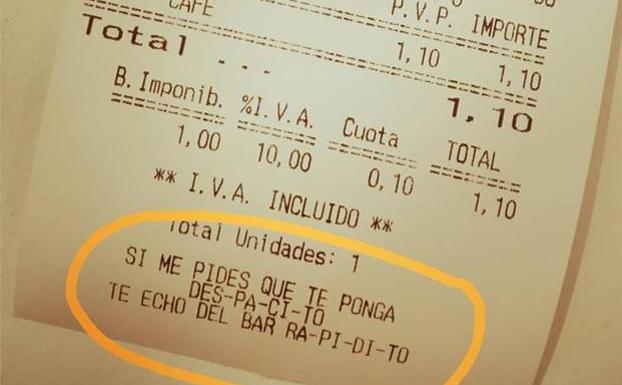 P.V.P. IMPORTE
CAFE 1,10 1,10
Total ... 1,10
B.Imponib. %I.V.A. Cuota TOTAL
1,00 10,00 0,10 1,10
** I.V.A. INCLUIDO **
Total Unidades: 1
SI ME PIDES QUE TE PONGA
DES-PA-CI-TO
TE ECHO DEL BAR RA-PI-DI-TO